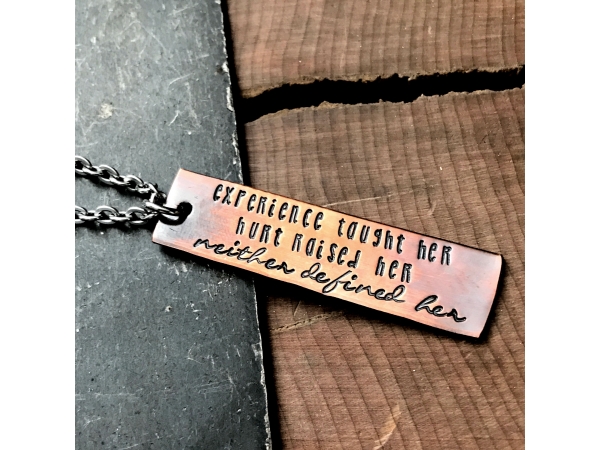 experience taught her
hurt raised her
neither defined her